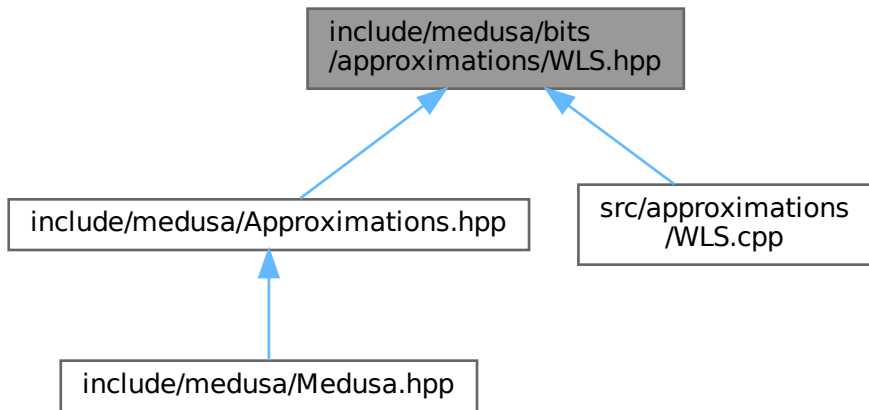 include/medusa/bits
/approximations/WLS.hpp
include/medusa/Approximations.hpp
src/approximations
/WLS.cpp
include/medusa/Medusa.hpp